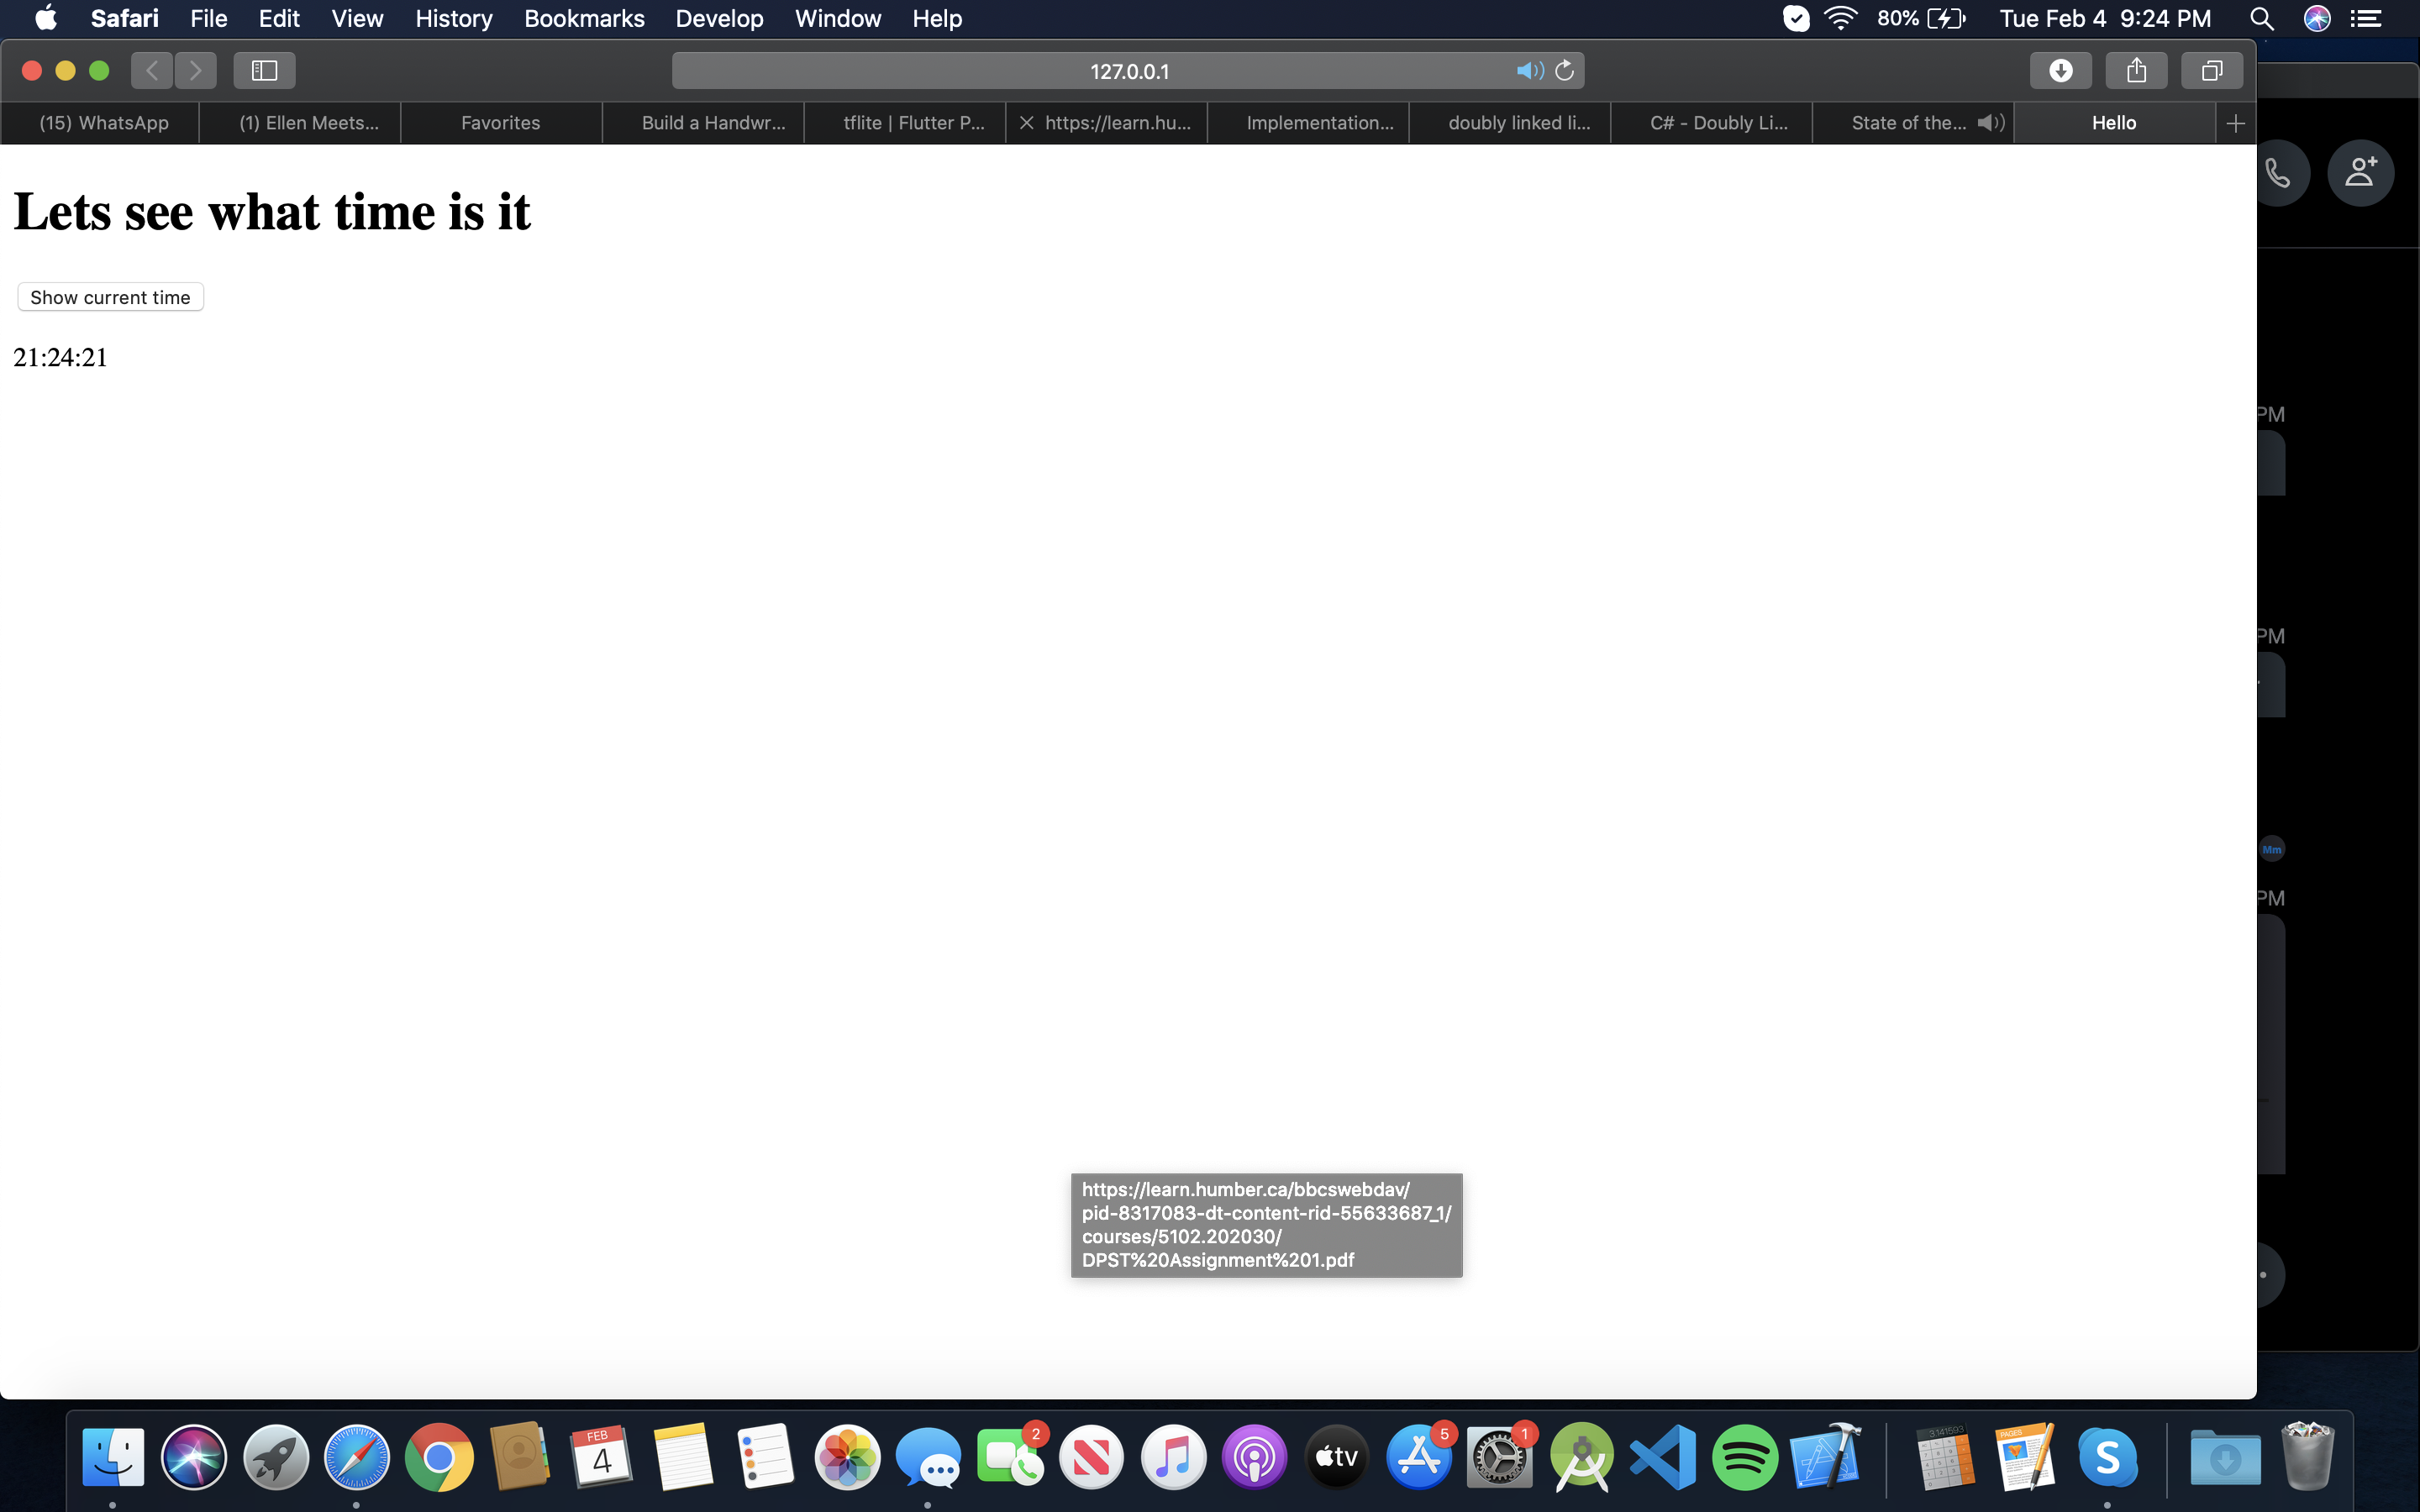 Safari File Edit View History Bookmarks Develop Window Help 80% Tue Feb 4 9:24 PM
127.0.0.1
(15) WhatsApp (1) Ellen Meets... Favorites Build a Handwr... tflite | Flutter P... https://learn.hu... Implementation... doubly linked li... C# - Doubly Li... State of the... Hello
Lets see what time is it
Show current time
21:24:21
PM
PM
Mm
PM
https://learn.humber.ca/bbcswebdav/
pid-8317083-dt-content-rid-55633687_1/
courses/5102.202030/
DPST%20Assignment%201.pdf
FEB
4
2
tv
5
1
3.141593
PAGES
S